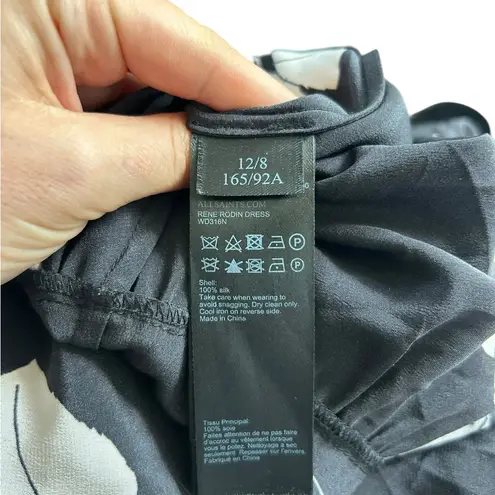 12/8
165/92A
ALLSAINTS.COM
RENE RODIN DRESS
WD316N
Shell:
100% silk
Take care when wearing to
avoid snagging. Dry clean only.
Cool iron on reverse side.
Made In China
Tissu Principal:
100% soie
Faites attention de ne pas faire
d'accroc au vêtement lorsque
vous le portez. Nettoyage à sec
seulement. Repasser sur l'envers.
Fabriqué en Chine